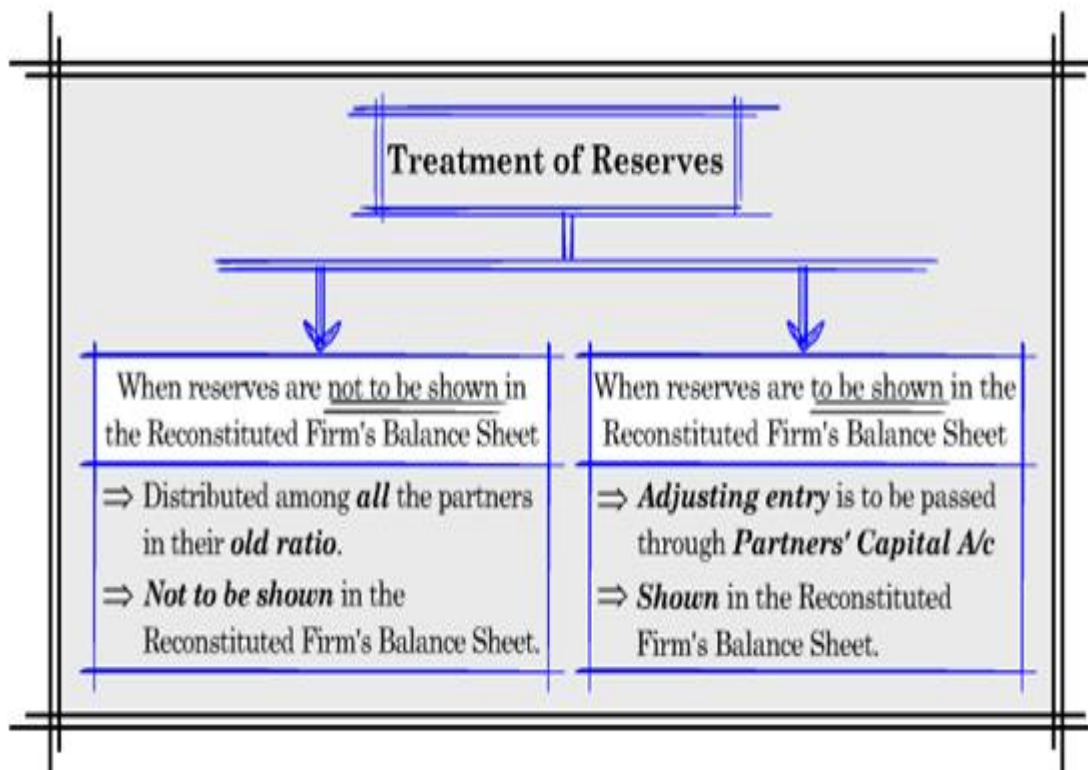 Treatment of Reserves
When reserves are not to be shown in
the Reconstituted Firm's Balance Sheet
⇒ Distributed among all the partners
in their old ratio.
⇒ Not to be shown in the
Reconstituted Firm's Balance Sheet.
When reserves are to be shown in the
Reconstituted Firm's Balance Sheet
⇒ Adjusting entry is to be passed
through Partners' Capital A/c
⇒ Shown in the Reconstituted
Firm's Balance Sheet.